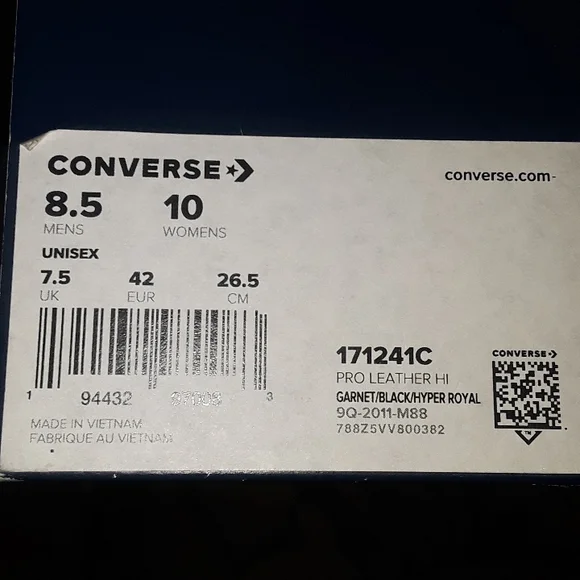 CONVERSE
converse.com-
8.5 10
MENS WOMENS
UNISEX
7.5 42 26.5
UK EUR CM
1 94432 3
MADE IN VIETNAM
FABRIQUE AU VIETNAM
171241C
PRO LEATHER HI
GARNET/BLACK/HYPER ROYAL
9Q-2011-M88
788Z5VV800382
CONVERSE